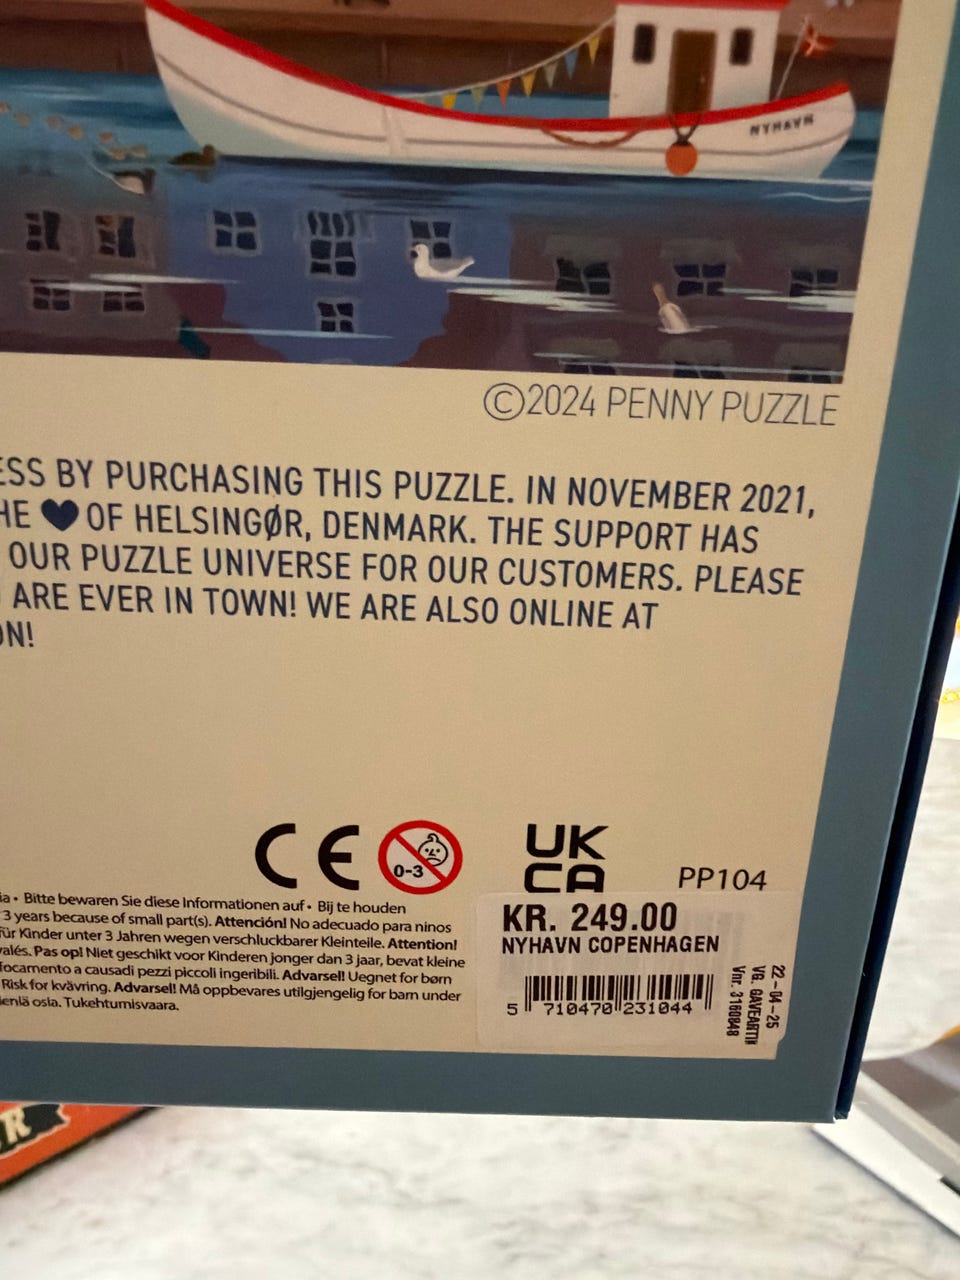 NYHAVN
©2024 PENNY PUZZLE
ESS BY PURCHASING THIS PUZZLE. IN NOVEMBER 2021,
HE ♥ OF HELSINGØR, DENMARK. THE SUPPORT HAS
OUR PUZZLE UNIVERSE FOR OUR CUSTOMERS. PLEASE
ARE EVER IN TOWN! WE ARE ALSO ONLINE AT
ON!
CE
0-3
UK
CA
PP104
ia • Bitte bewaren Sie diese Informationen auf • Bij te houden
3 years because of small part(s). Attención! No adecuado para ninos
für Kinder unter 3 Jahren wegen verschluckbarer Kleinteile. Attention!
valés. Pas op! Niet geschikt voor Kinderen jonger dan 3 jaar, bevat kleine
focamento a causadi pezzi piccoli ingeribili. Advarsel! Uegnet for børn
Risk for kvävring. Advarsel! Må oppbevares utilgjengelig for barn under
ienlä osia. Tukehtumisvaara.
KR. 249.00
NYHAVN COPENHAGEN
5 710470 231044
22-04-25
VG. GAVEARTIK
Vnr. 3160848
R